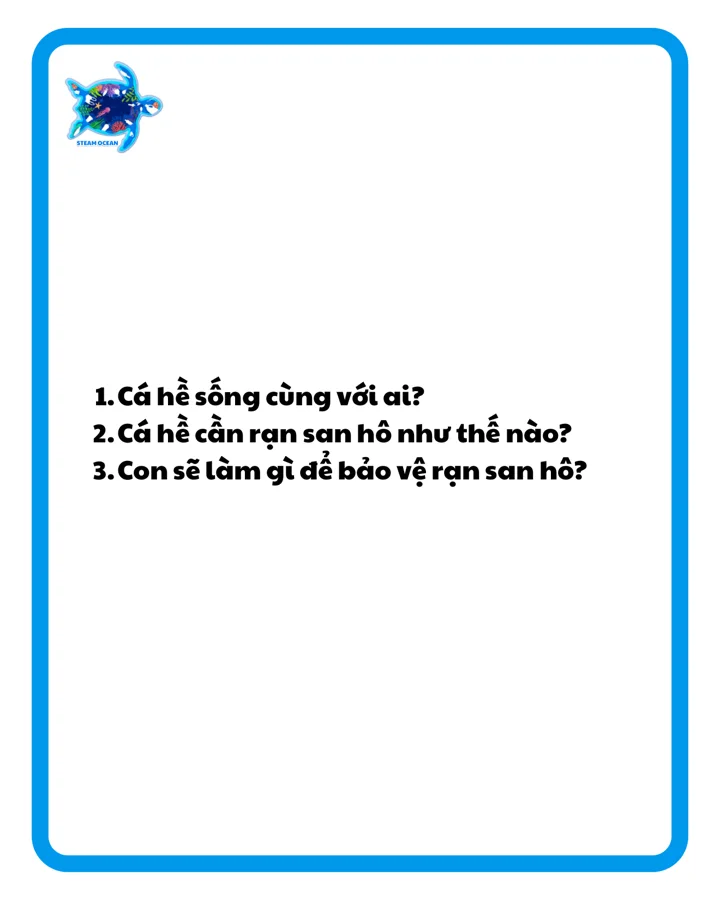 STEAM OCEAN
1. Cá hề sống cùng với ai?
2. Cá hề cần rạn san hô như thế nào?
3. Con sẽ làm gì để bảo vệ rạn san hô?